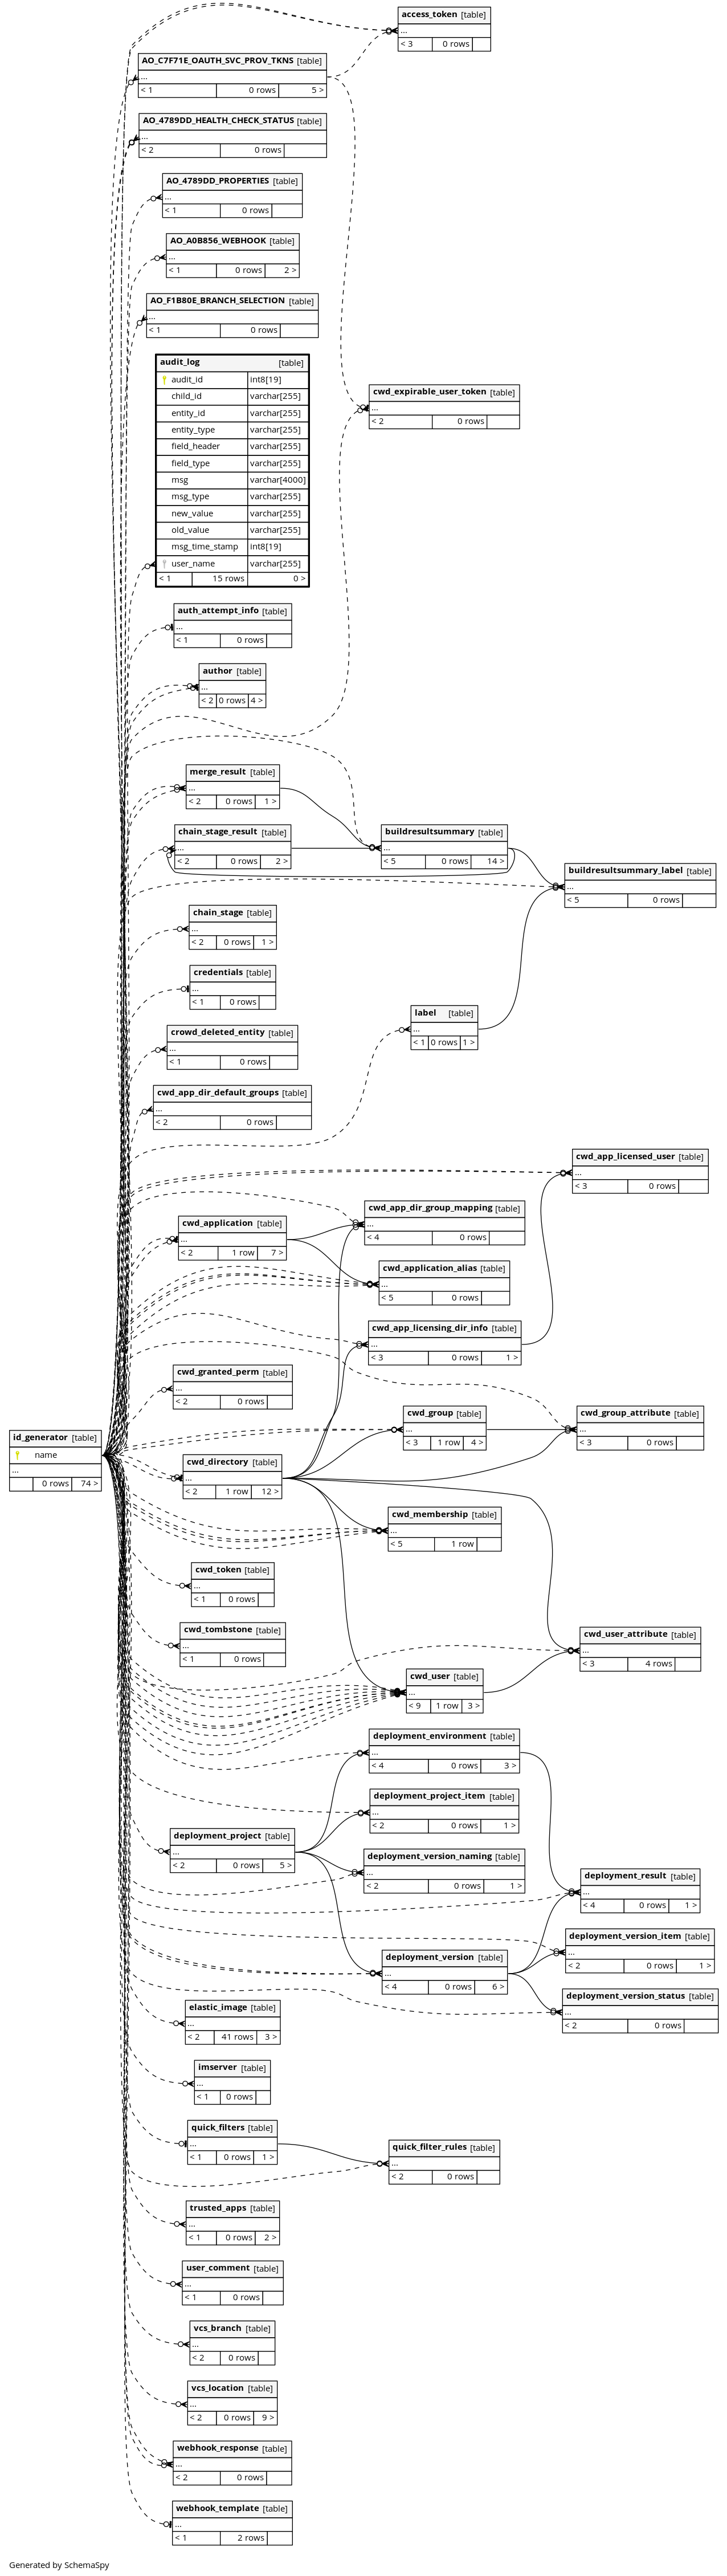 access_token [table]
...
< 3 0 rows
AO_C7F71E_OAUTH_SVC_PROV_TKNS [table]
...
< 1 0 rows 5 >
AO_4789DD_HEALTH_CHECK_STATUS [table]
...
< 2 0 rows
AO_4789DD_PROPERTIES [table]
...
< 1 0 rows
AO_A0B856_WEBHOOK [table]
...
< 1 0 rows 2 >
AO_F1B80E_BRANCH_SELECTION [table]
...
< 1 0 rows
audit_log [table]
audit_id int8[19]
child_id varchar[255]
entity_id varchar[255]
entity_type varchar[255]
field_header varchar[255]
field_type varchar[255]
msg varchar[4000]
msg_type varchar[255]
new_value varchar[255]
old_value varchar[255]
msg_time_stamp int8[19]
user_name varchar[255]
< 1 15 rows 0 >
cwd_expirable_user_token [table]
...
< 2 0 rows
auth_attempt_info [table]
...
< 1 0 rows
author [table]
...
< 2 0 rows 4 >
merge_result [table]
...
< 2 0 rows 1 >
chain_stage_result [table]
...
< 2 0 rows 2 >
buildresultsummary [table]
...
< 5 0 rows 14 >
buildresultsummary_label [table]
...
< 5 0 rows
chain_stage [table]
...
< 2 0 rows 1 >
credentials [table]
...
< 1 0 rows
label [table]
...
< 1 0 rows 1 >
crowd_deleted_entity [table]
...
< 1 0 rows
cwd_app_dir_default_groups [table]
...
< 2 0 rows
cwd_app_licensed_user [table]
...
< 3 0 rows
cwd_application [table]
...
< 2 1 row 7 >
cwd_app_dir_group_mapping [table]
...
< 4 0 rows
cwd_application_alias [table]
...
< 5 0 rows
cwd_app_licensing_dir_info [table]
...
< 3 0 rows 1 >
cwd_granted_perm [table]
...
< 2 0 rows
cwd_group [table]
...
< 3 1 row 4 >
cwd_group_attribute [table]
...
< 3 0 rows
id_generator [table]
name
...
0 rows 74 >
cwd_directory [table]
...
< 2 1 row 12 >
cwd_membership [table]
...
< 5 1 row
cwd_token [table]
...
< 1 0 rows
cwd_tombstone [table]
...
< 1 0 rows
cwd_user_attribute [table]
...
< 3 4 rows
cwd_user [table]
...
< 9 1 row 3 >
deployment_environment [table]
...
< 4 0 rows 3 >
deployment_project_item [table]
...
< 2 0 rows 1 >
deployment_project [table]
...
< 2 0 rows 5 >
deployment_version_naming [table]
...
< 2 0 rows 1 >
deployment_result [table]
...
< 4 0 rows 1 >
deployment_version_item [table]
...
< 2 0 rows 1 >
deployment_version [table]
...
< 4 0 rows 6 >
deployment_version_status [table]
...
< 2 0 rows
elastic_image [table]
...
< 2 41 rows 3 >
imserver [table]
...
< 1 0 rows
quick_filters [table]
...
< 1 0 rows 1 >
quick_filter_rules [table]
...
< 2 0 rows
trusted_apps [table]
...
< 1 0 rows 2 >
user_comment [table]
...
< 1 0 rows
vcs_branch [table]
...
< 2 0 rows
vcs_location [table]
...
< 2 0 rows 9 >
webhook_response [table]
...
< 2 0 rows
webhook_template [table]
...
< 1 2 rows
Generated by SchemaSpy